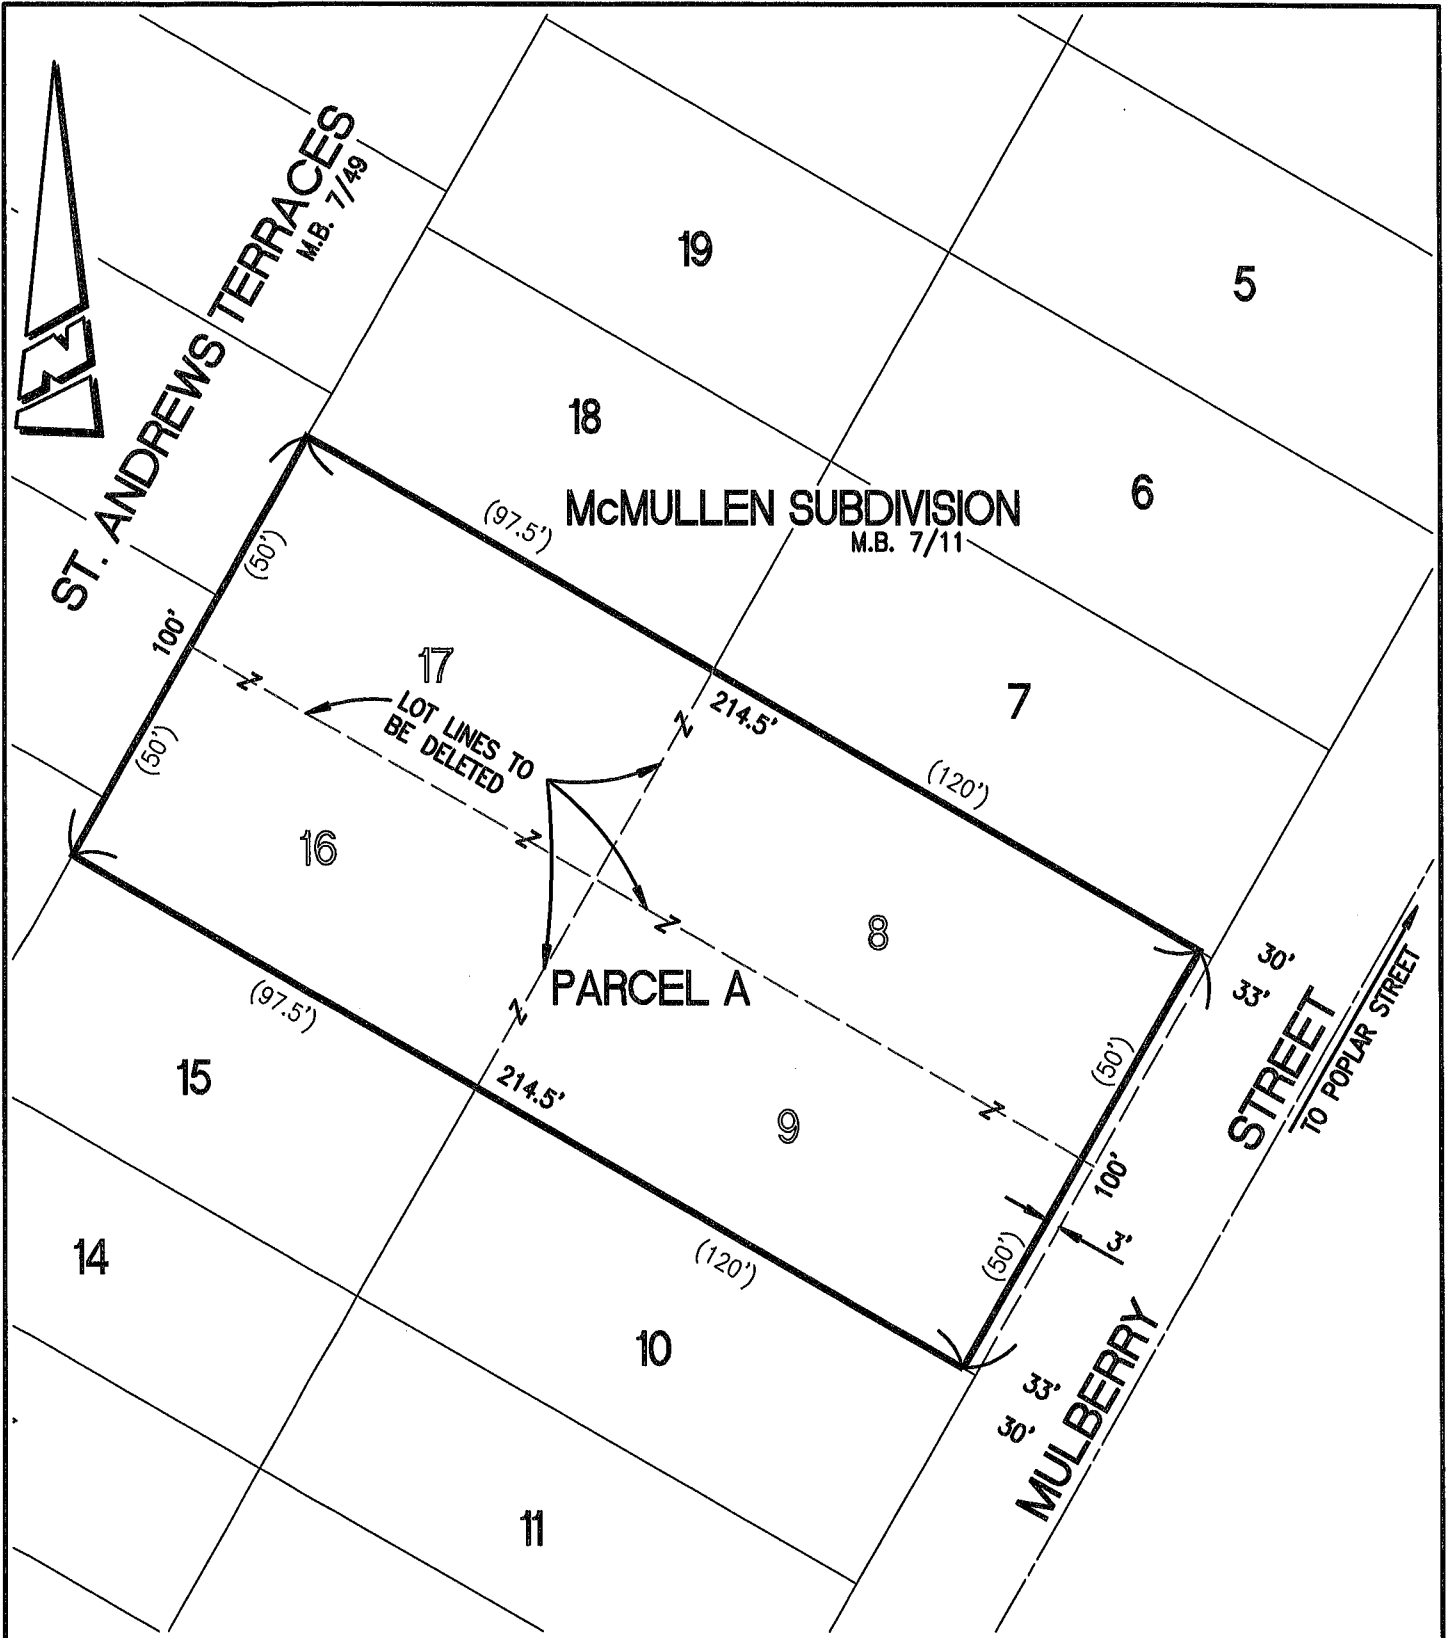 ST. ANDREWS TERRACES
M.B. 7/49
N
19
5
18
6
McMULLEN SUBDIVISION
M.B. 7/11
(97.5')
(50')
100'
17
7
LOT LINES TO
BE DELETED
214.5'
(120')
(50')
16
8
PARCEL A
(97.5')
30'
33'
STREET
TO POPLAR STREET
15
214.5'
9
(50')
100'
(50')
3'
(120')
14
10
33'
30'
MULBERRY
11